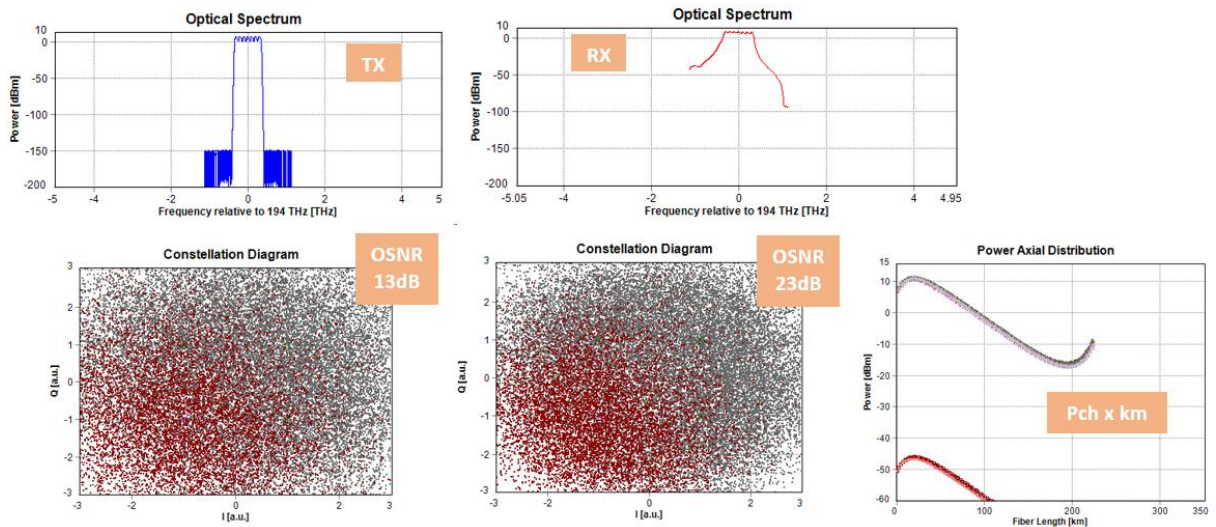 Optical Spectrum
10
0
-50
-100
-150
-200
Power [dBm]
TX
-5
-4
-2
0
2
4
5
Frequency relative to 194 THz [THz]
Optical Spectrum
10
0
-50
-100
-150
-200
Power [dBm]
RX
-5.05
-4
-2
0
2
4.95
Frequency relative to 194 THz [THz]
Constellation Diagram
OSNR
13dB
3
2
1
0
-1
-2
-3
Q [a.u.]
-3
-2
0
2
3
I [a.u.]
Constellation Diagram
OSNR
23dB
3
2
1
0
-1
-2
-3
Q [a.u.]
-3
-2
0
2
3
I [a.u.]
Power Axial Distribution
15
10
0
-10
-20
-30
-40
-50
-60
Power [dBm]
Pch x km
0
100
200
300
350
Fiber Length [km]